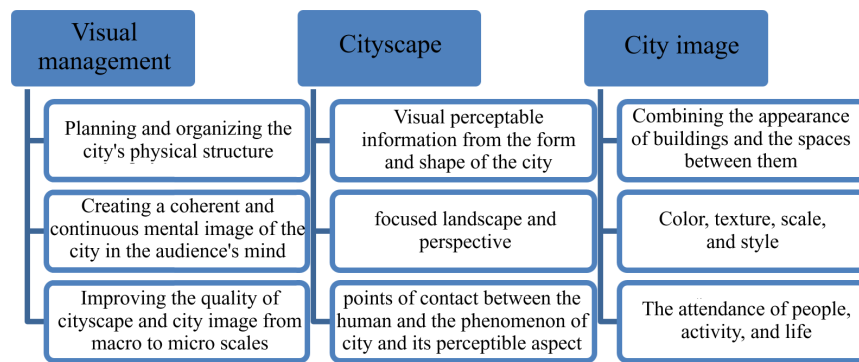 Visual
management
Planning and organizing the
city's physical structure
Creating a coherent and
continuous mental image of the
city in the audience's mind
Improving the quality of
cityscape and city image from
macro to micro scales
Cityscape
Visual perceptable
information from the form
and shape of the city
focused landscape and
perspective
points of contact between the
human and the phenomenon of
city and its perceptible aspect
City image
Combining the appearance
of buildings and the spaces
between them
Color, texture, scale,
and style
The attendance of people,
activity, and life